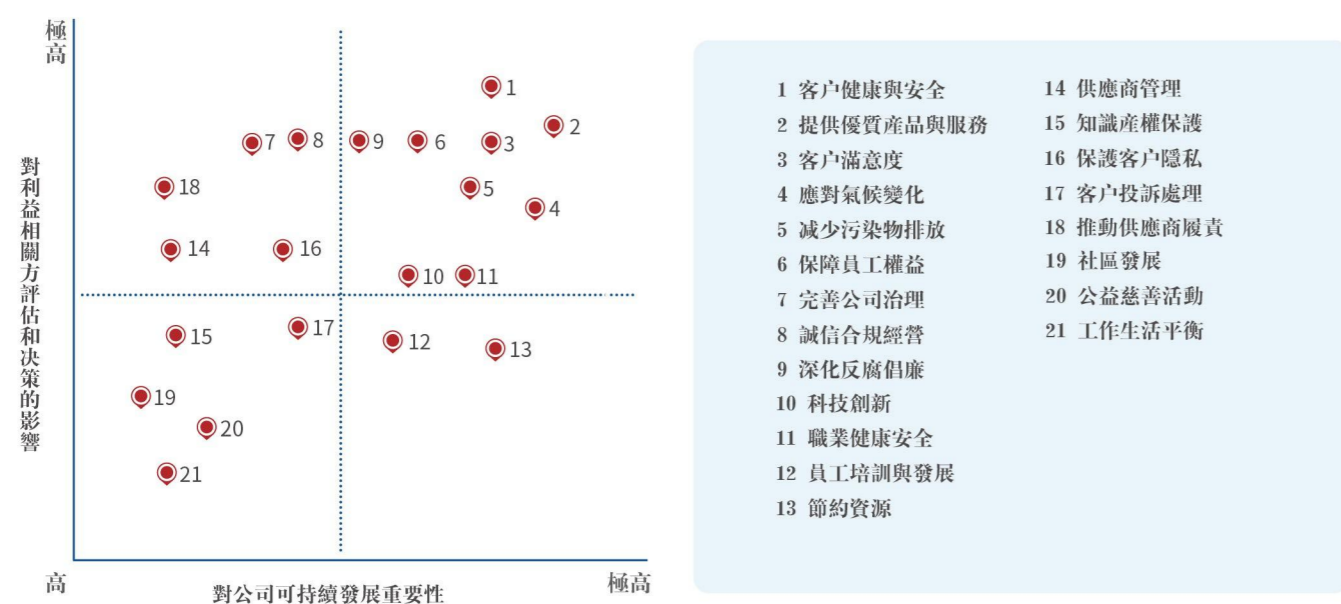 極高
對利益相關方評估和决策的影響
1
2
7
8
9
6
3
18
5
4
14
16
10
11
15
17
12
13
19
20
21
高
對公司可持續發展重要性
極高
1 客户健康與安全
2 提供優質産品與服務
3 客户滿意度
4 應對氣候變化
5 减少污染物排放
6 保障員工權益
7 完善公司治理
8 誠信合規經營
9 深化反腐倡廉
10 科技創新
11 職業健康安全
12 員工培訓與發展
13 節約資源
14 供應商管理
15 知識産權保護
16 保護客户隱私
17 客户投訴處理
18 推動供應商履責
19 社區發展
20 公益慈善活動
21 工作生活平衡